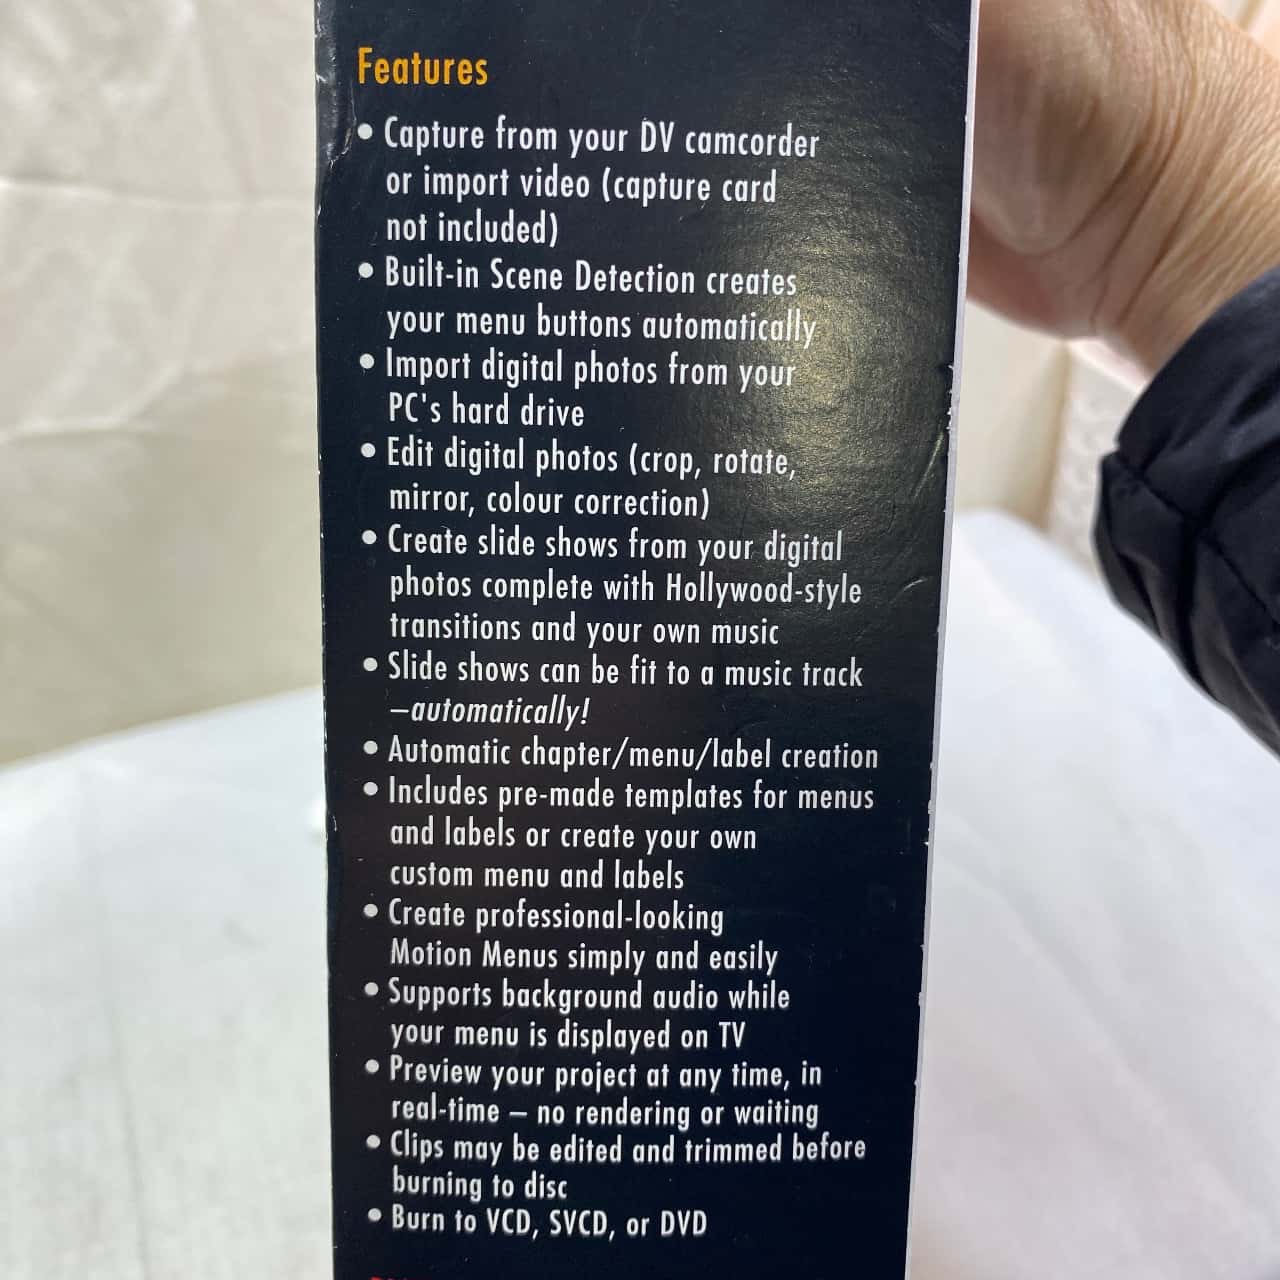 Features
• Capture from your DV camcorder
or import video (capture card
not included)
• Built-in Scene Detection creates
your menu buttons automatically
• Import digital photos from your
PC's hard drive
• Edit digital photos (crop, rotate,
mirror, colour correction)
• Create slide shows from your digital
photos complete with Hollywood-style
transitions and your own music
• Slide shows can be fit to a music track
–automatically!
• Automatic chapter/menu/label creation
• Includes pre-made templates for menus
and labels or create your own
custom menu and labels
• Create professional-looking
Motion Menus simply and easily
• Supports background audio while
your menu is displayed on TV
• Preview your project at any time, in
real-time – no rendering or waiting
• Clips may be edited and trimmed before
burning to disc
• Burn to VCD, SVCD, or DVD